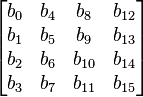 b₀ b₄ b₈ b₁₂
b₁ b₅ b₉ b₁₃
b₂ b₆ b₁₀ b₁₄
b₃ b₇ b₁₁ b₁₅